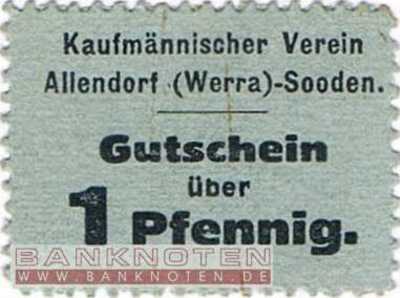 Kaufmännischer Verein
Allendorf (Werra)-Sooden.
Gutschein
über
1 Pfennig.
BANKNOTEN
WWW.BANKNOTEN.DE